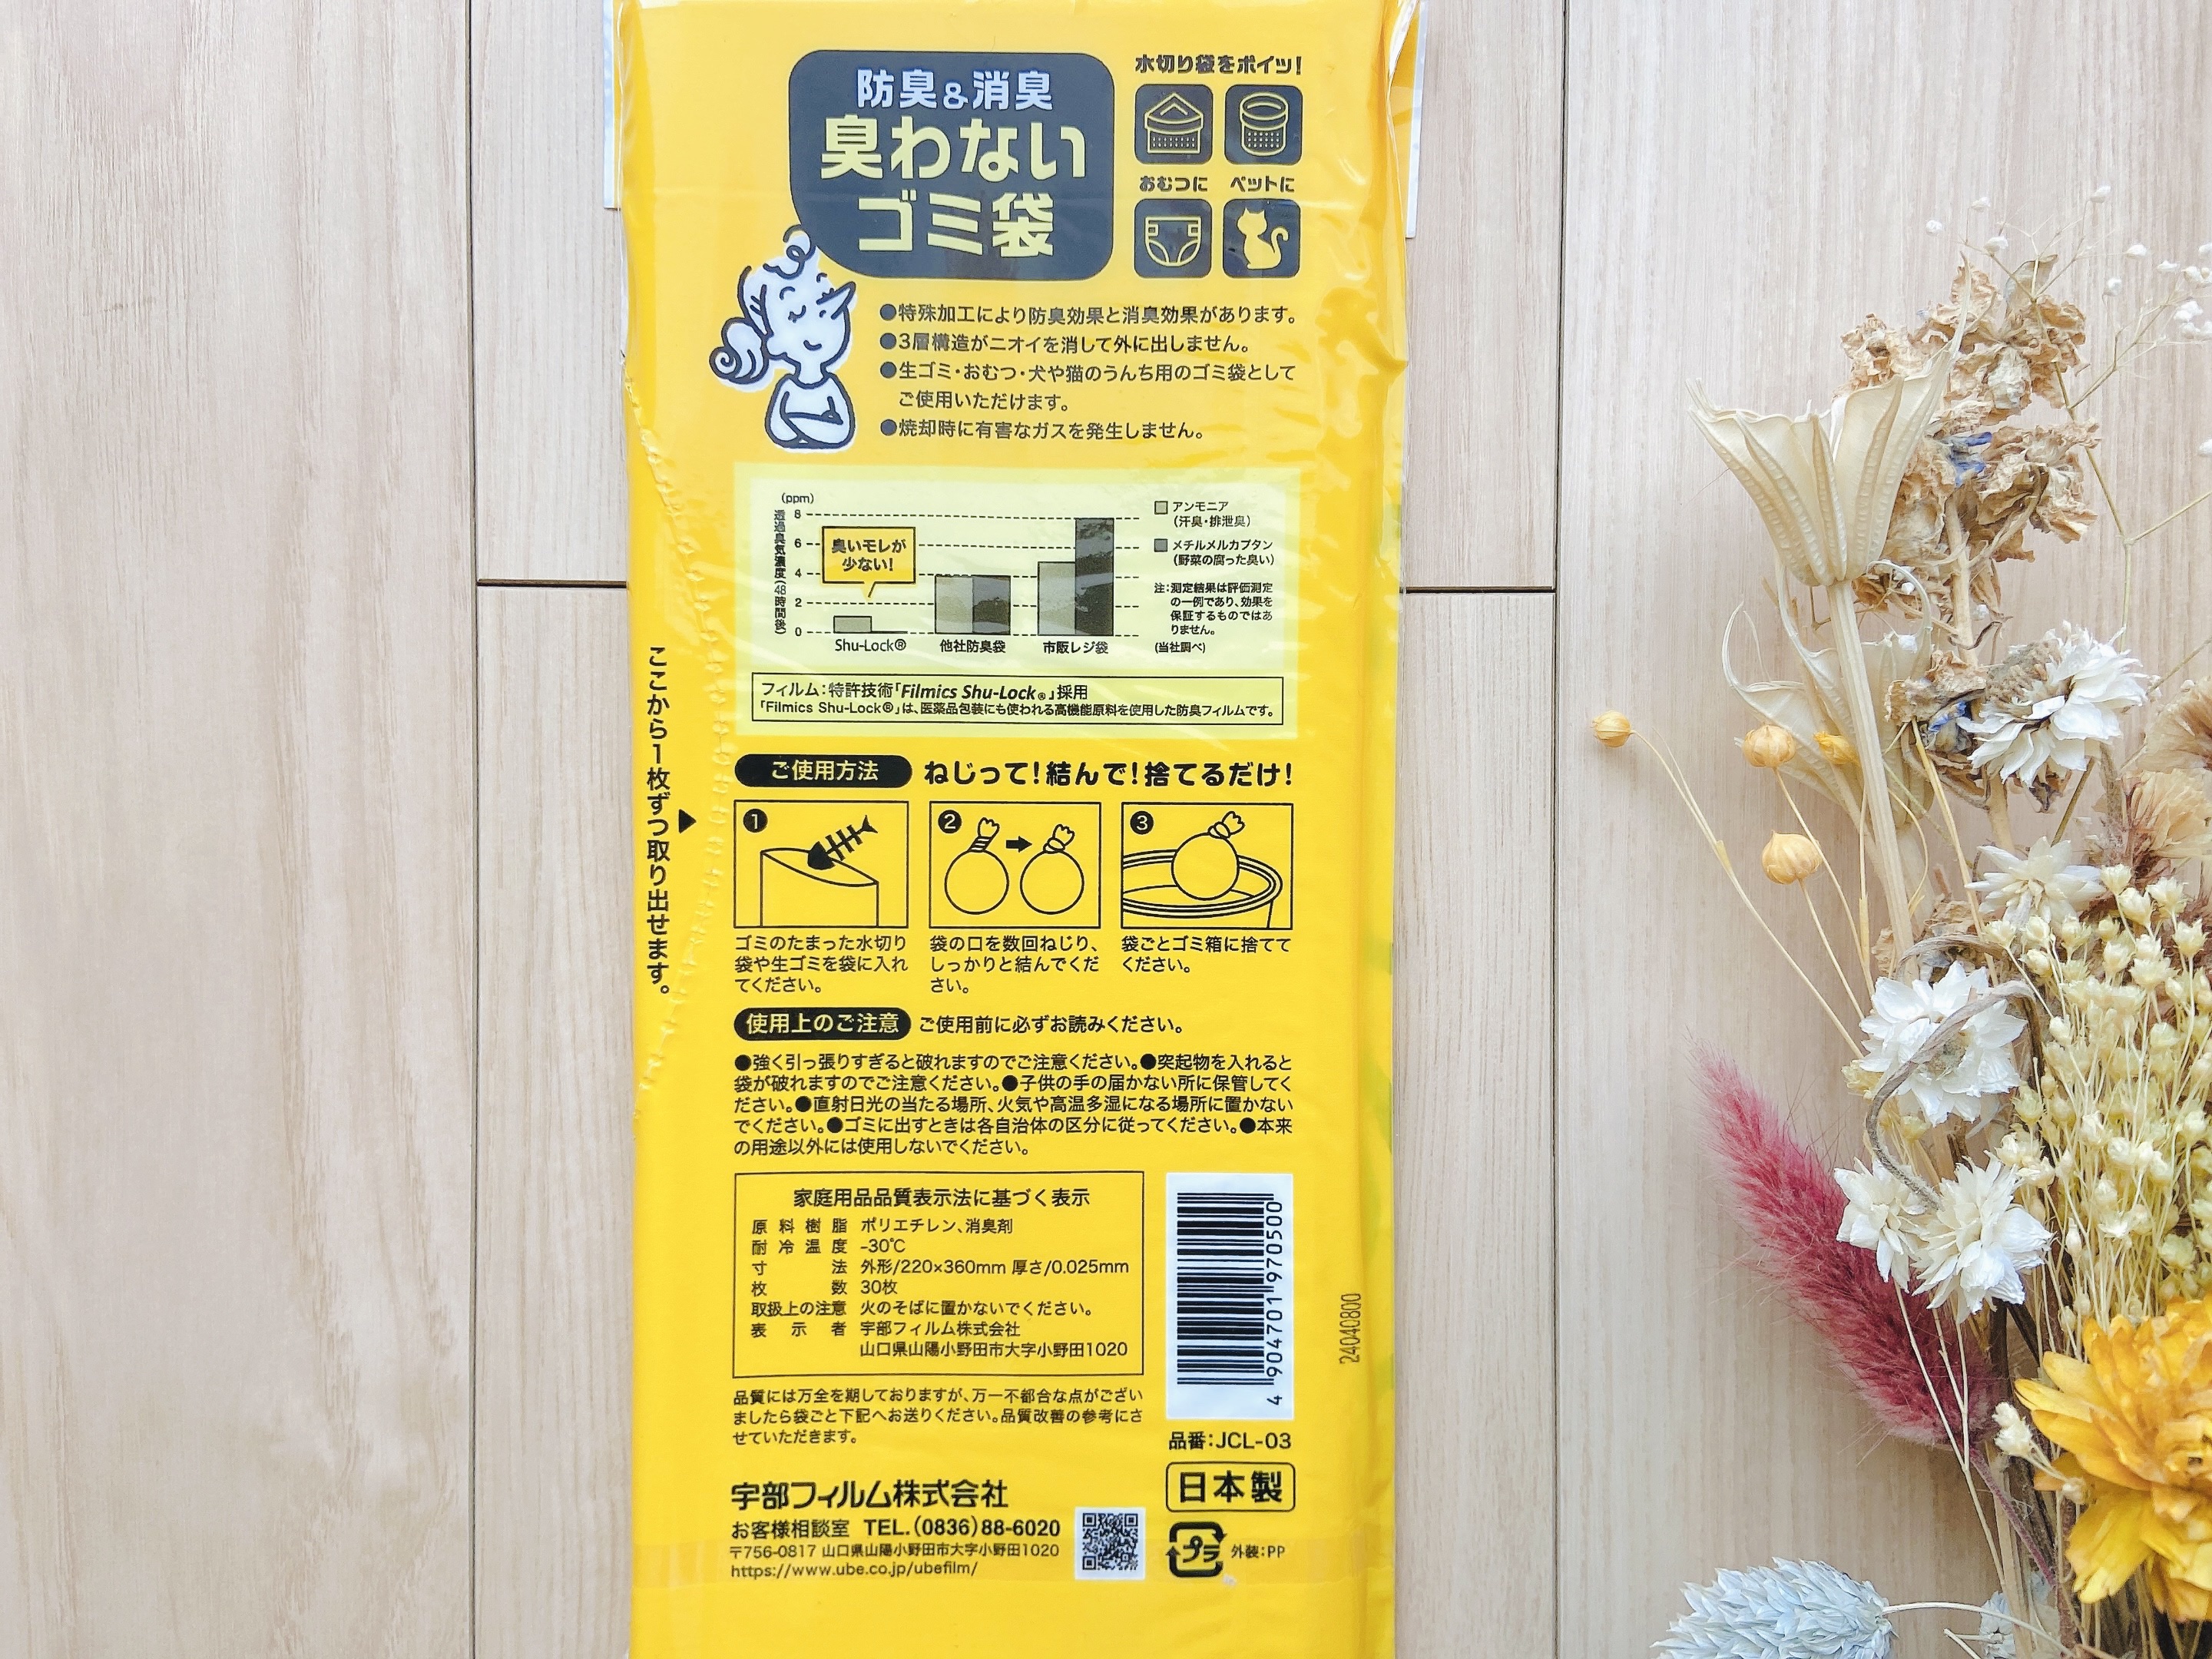 防臭&消臭
臭わない
ゴミ袋
水切り袋をポイッ!
おむつに ペットに
●特殊加工により防臭効果と消臭効果があります。
●3層構造がニオイを消して外に出しません。
●生ゴミ・おむつ・犬や猫のうんち用のゴミ袋として
ご使用いただけます。
●焼却時に有害なガスを発生しません。
(ppm)
透過臭気濃度(48時間後)
8
6
4
2
0
臭いモレが
少ない!
Shu-Lock® 他社防臭袋 市販レジ袋
アンモニア
(汗臭・排泄臭)
メチルメルカプタン
(野菜の腐った臭い)
注:測定結果は評価測定
の一例であり、効果を
保証するものではあ
りません。
(当社調べ)
フィルム:特許技術「Filmics Shu-Lock®」採用
「Filmics Shu-Lock®」は、医薬品包装にも使われる高機能原料を使用した防臭フィルムです。
ここから1枚ずつ取り出せます。
ご使用方法 ねじって!結んで!捨てるだけ!
1
2
3
ゴミのたまった水切り
袋や生ゴミを袋に入れ
てください。
袋の口を数回ねじり、
しっかりと結んでくだ
さい。
袋ごとゴミ箱に捨てて
ください。
使用上のご注意 ご使用前に必ずお読みください。
●強く引っ張りすぎると破れますのでご注意ください。●突起物を入れると
袋が破れますのでご注意ください。●子供の手の届かない所に保管してく
ださい。●直射日光の当たる場所、火気や高温多湿になる場所に置かない
でください。●ゴミに出すときは各自治体の区分に従ってください。●本来
の用途以外には使用しないでください。
家庭用品品質表示法に基づく表示
原料樹脂 ポリエチレン、消臭剤
耐冷温度 -30℃
寸法 外形/220×360mm 厚さ/0.025mm
枚数 30枚
取扱上の注意 火のそばに置かないでください。
表示者 宇部フィルム株式会社
山口県山陽小野田市大字小野田1020
4 904701 970500
24040800
品質には万全を期しておりますが、万一不都合な点がござい
ましたら袋ごと下記へお送りください。品質改善の参考にさ
せていただきます。
品番:JCL-03
日本製
宇部フィルム株式会社
お客様相談室 TEL.(0836)88-6020
〒756-0817 山口県山陽小野田市大字小野田1020
https://www.ube.co.jp/ubefilm/
プラ 外装:PP